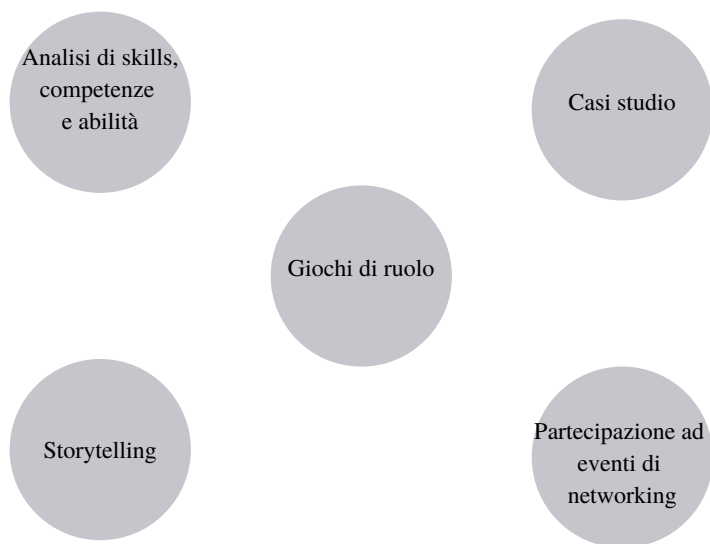 Analisi di skills,
competenze
e abilità
Casi studio
Giochi di ruolo
Storytelling
Partecipazione ad
eventi di
networking